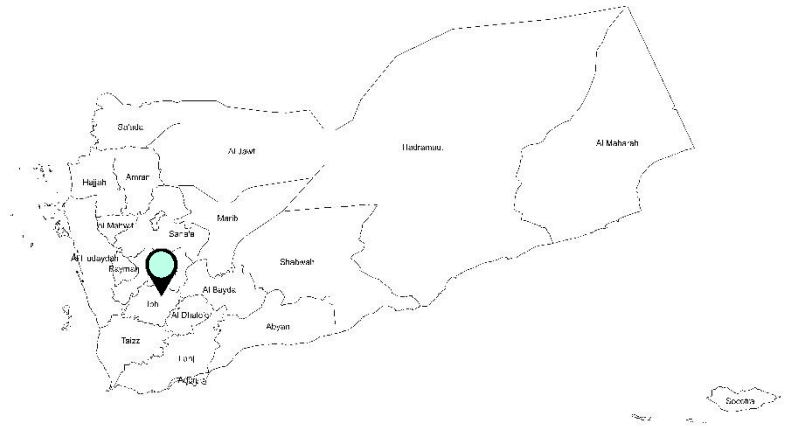 Sa'ada
Al Jawf
Hadramaut
Al Maharah
Hajjah
Amran
Marib
Al Mahwit
Sana'a
Al Hudaydah
Raymah
Shabwah
Al Bayda
Ibb
Al Dhale'e
Abyan
Taizz
Lahj
Socotra